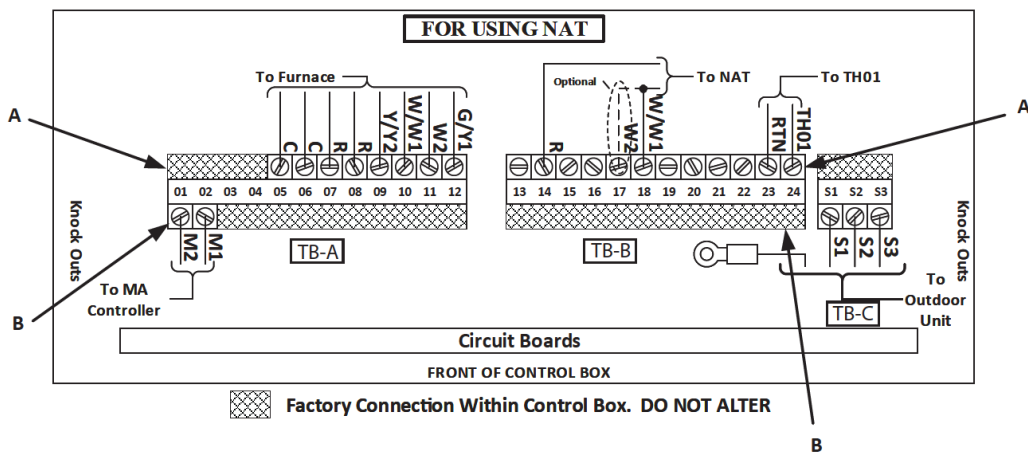 FOR USING NAT
To Furnace
Optional
To NAT
To TH01
A
A
C
C
R
R
Y/Y2
W/W1
W2
G/Y1
R
W2
W/W1
RTN
TH01
01 02 03 04 05 06 07 08 09 10 11 12
13 14 15 16 17 18 19 20 21 22 23 24
S1 S2 S3
Knock Outs
M2
M1
TB-A
TB-B
S1
S2
S3
Knock Outs
To MA
Controller
B
To
Outdoor
Unit
TB-C
Circuit Boards
FRONT OF CONTROL BOX
Factory Connection Within Control Box. DO NOT ALTER
B